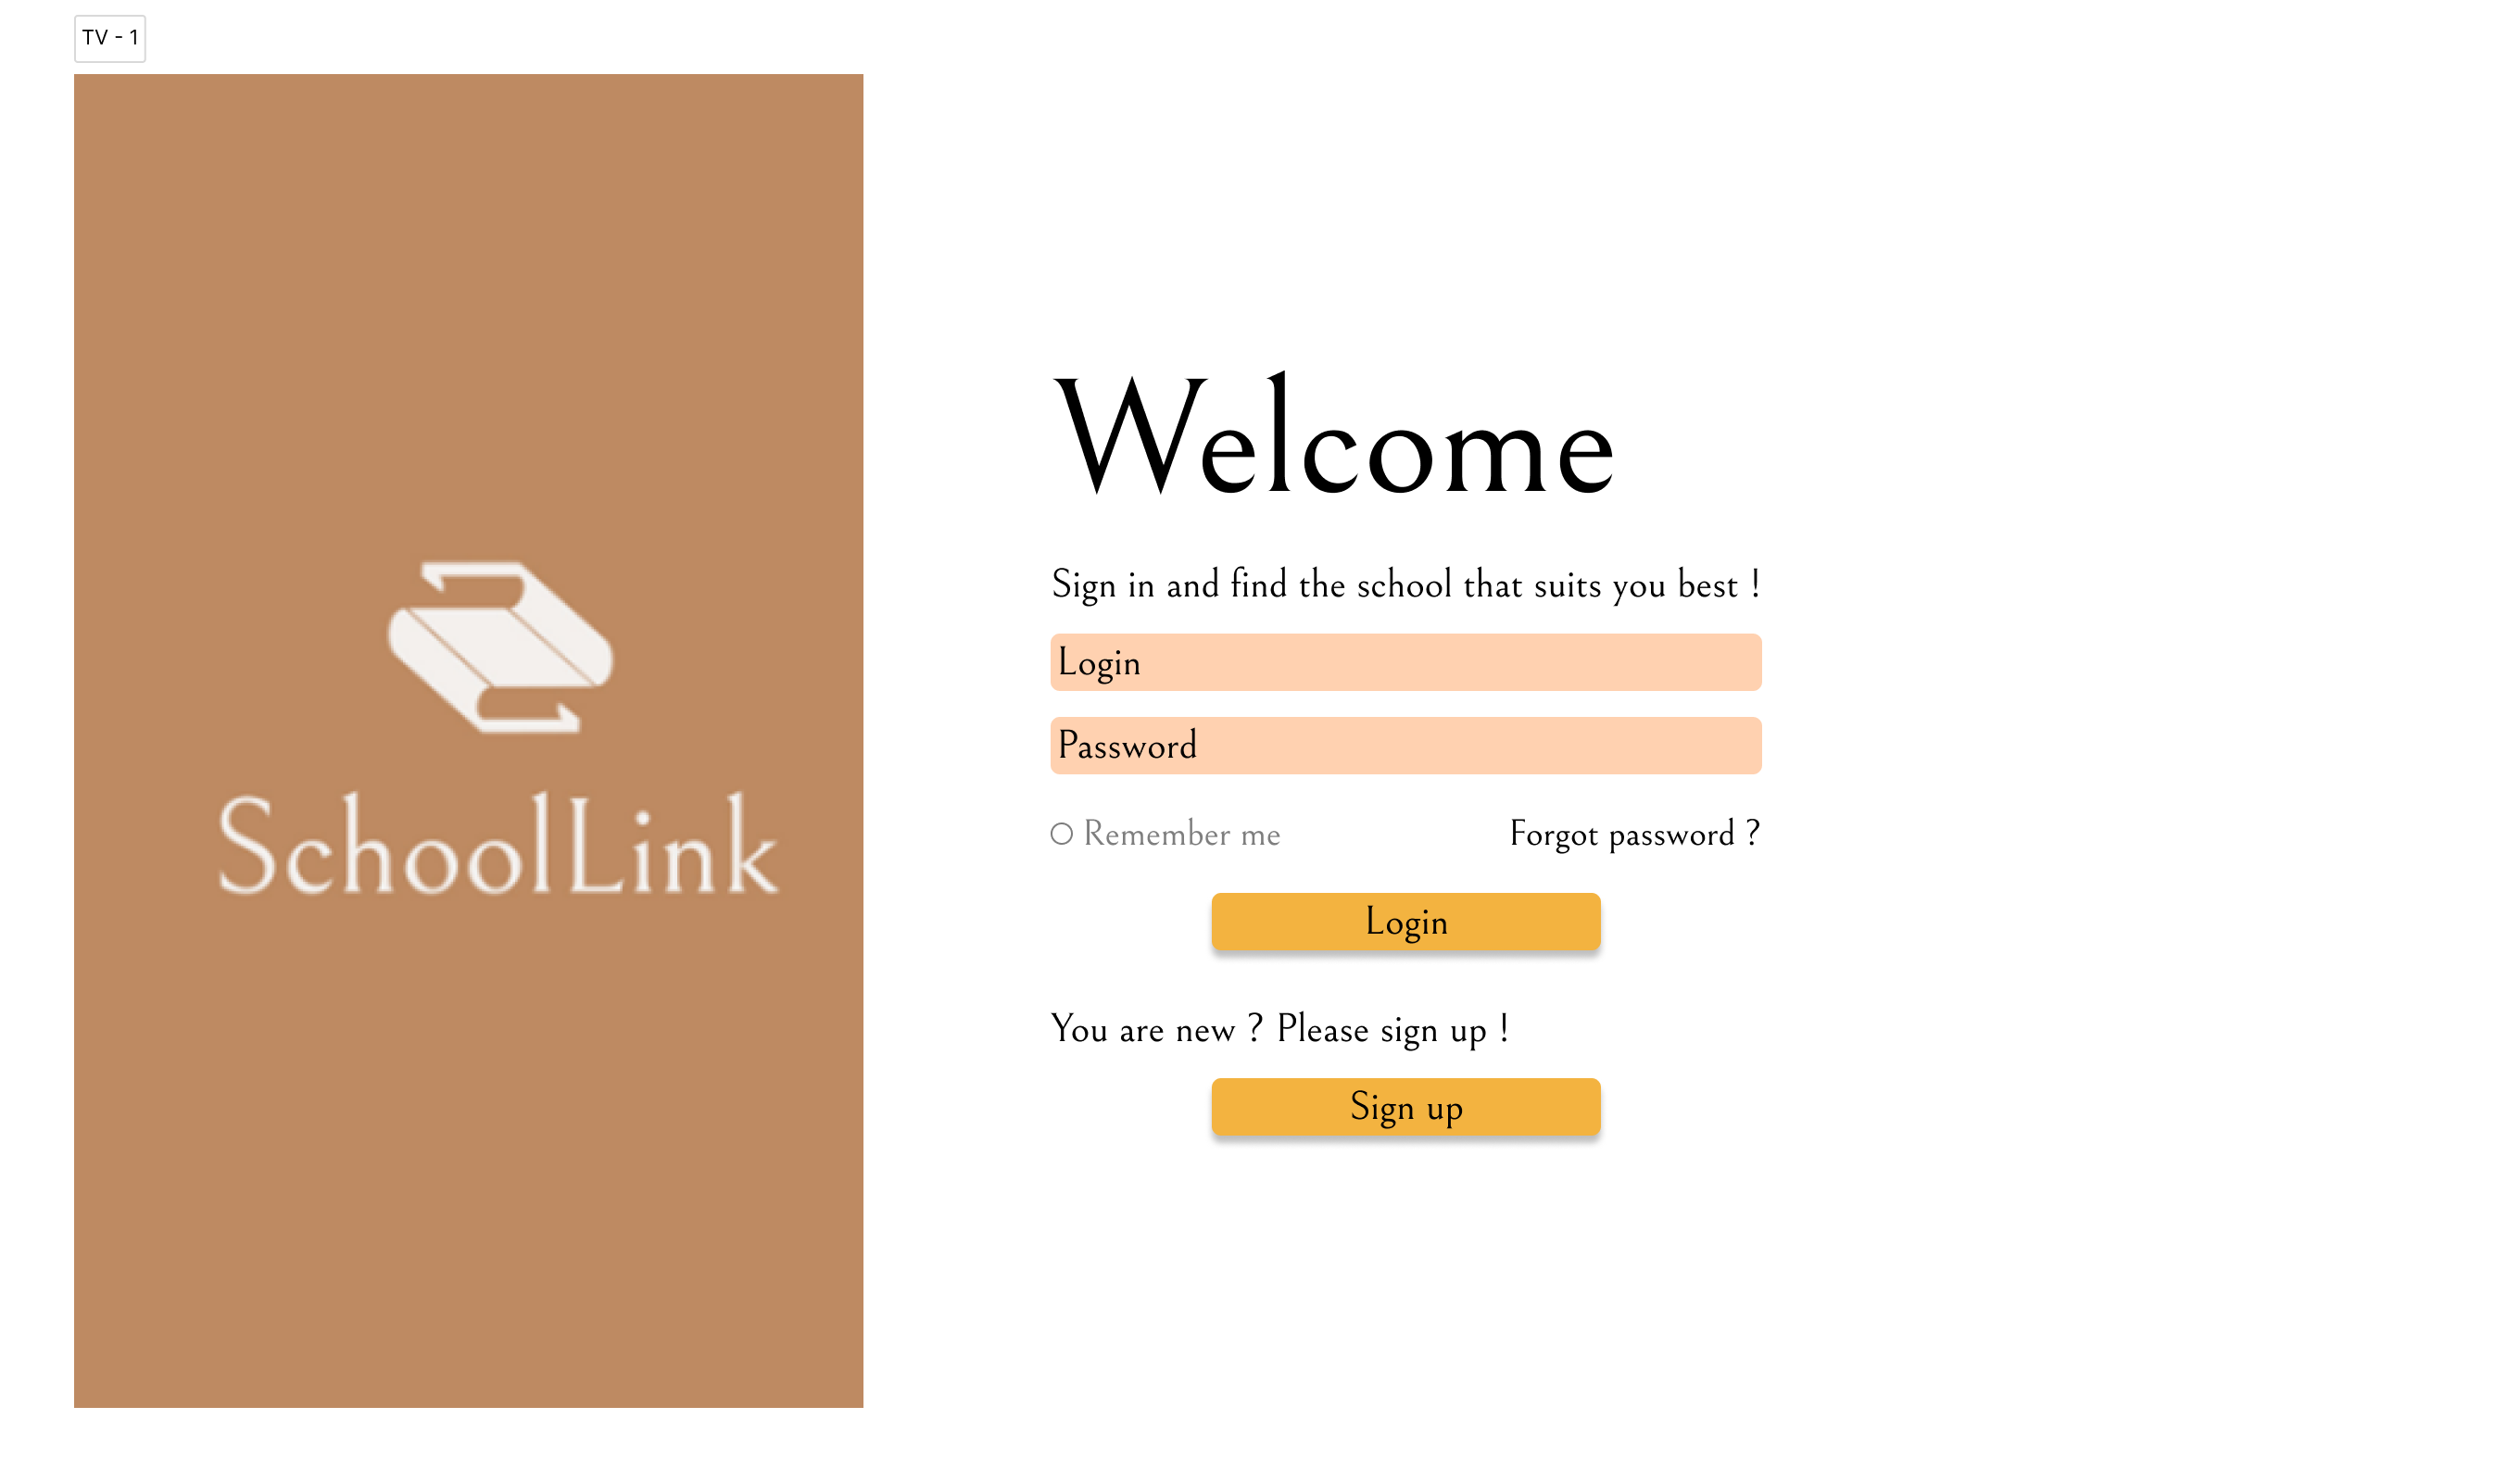 TV - 1
SchoolLink
Welcome
Sign in and find the school that suits you best !
Login
Password
Remember me
Forgot password ?
Login
You are new ? Please sign up !
Sign up